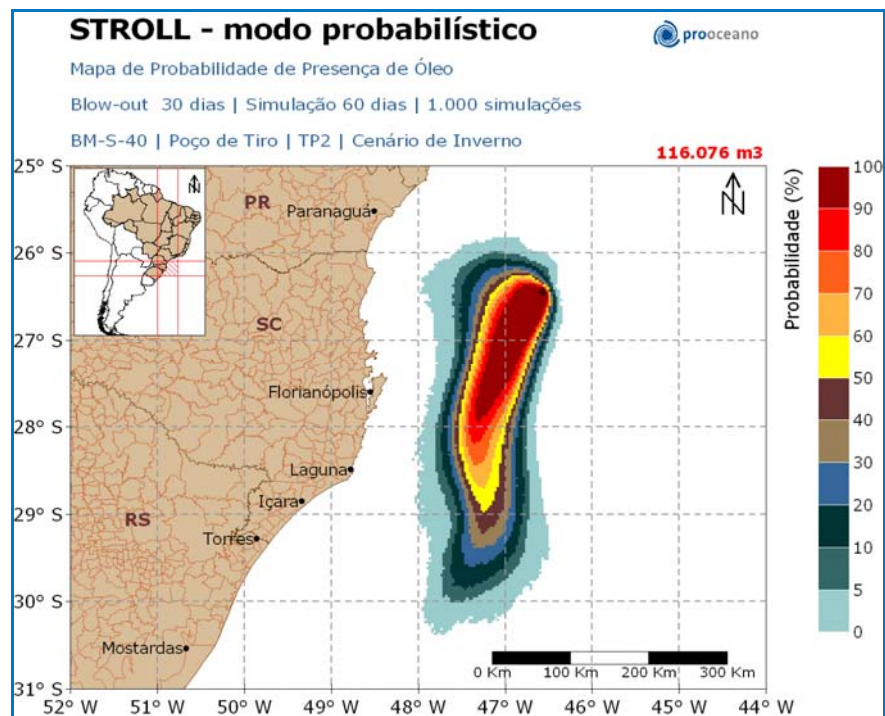 STROLL - modo probabilístico
prooceano
Mapa de Probabilidade de Presença de Óleo
Blow-out 30 dias | Simulação 60 dias | 1.000 simulações
BM-S-40 | Poço de Tiro | TP2 | Cenário de Inverno
116.076 m3
25° S
26° S
27° S
28° S
29° S
30° S
31° S
N
PR
Paranaguá
SC
Florianópolis
Laguna
Içara
RS
Torres
Mostardas
N
0 Km 100 Km 200 Km 300 Km
52° W 51° W 50° W 49° W 48° W 47° W 46° W 45° W 44° W
Probabilidade (%)
100
90
80
70
60
50
40
30
20
10
5
0